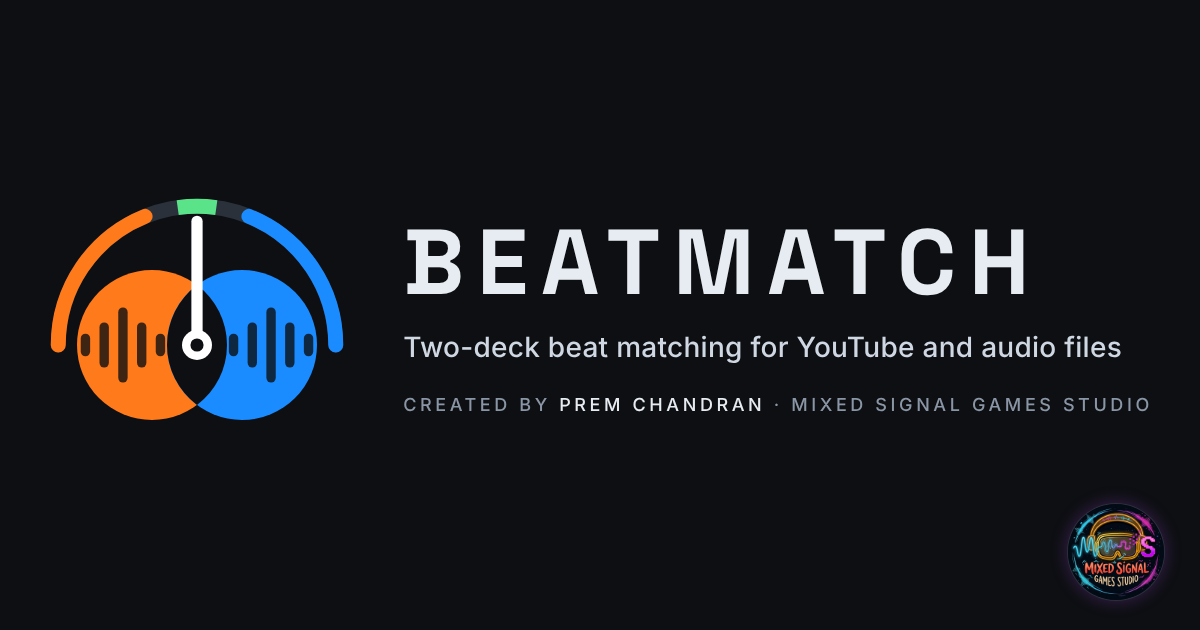 BEATMATCH
Two-deck beat matching for YouTube and audio files
CREATED BY PREM CHANDRAN · MIXED SIGNAL GAMES STUDIO
MIXED SIGNAL
GAMES STUDIO